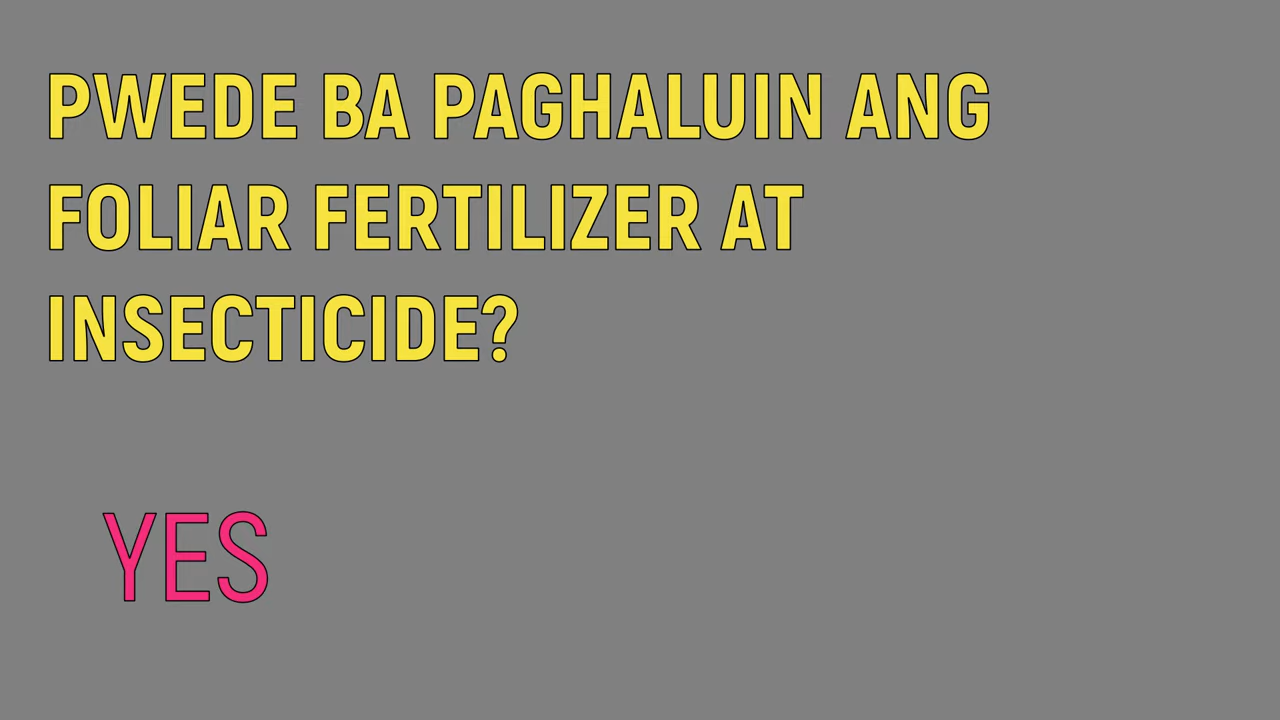 PWEDE BA PAGHALUIN ANG
FOLIAR FERTILIZER AT
INSECTICIDE?
YES